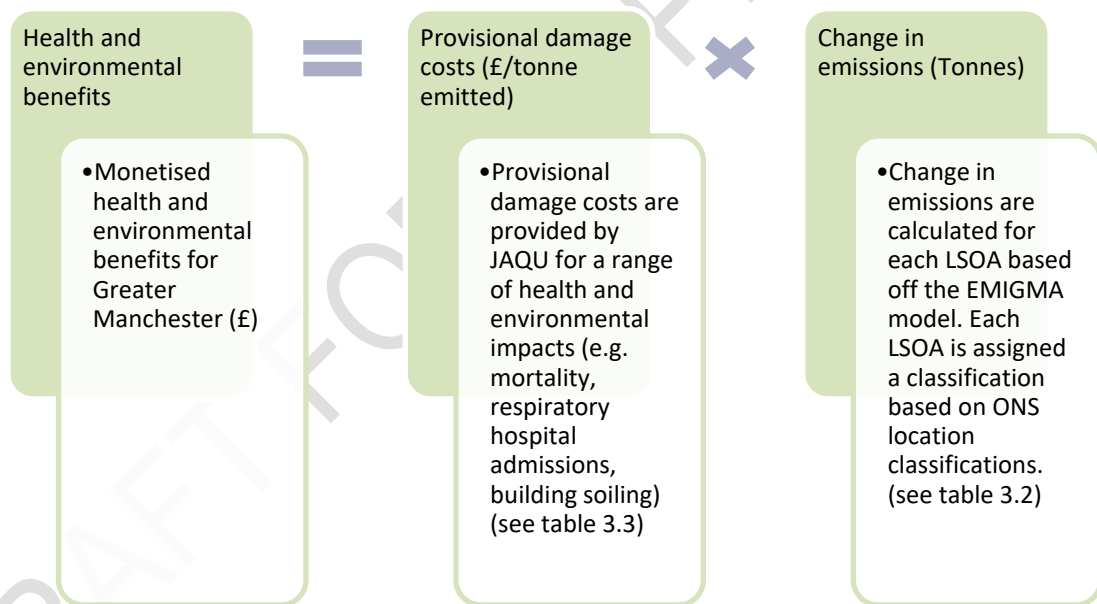 Health and
environmental
benefits
=
Provisional damage
costs (£/tonne
emitted)
×
Change in
emissions (Tonnes)
•Monetised
health and
environmental
benefits for
Greater
Manchester (£)
•Provisional
damage costs are
provided by
JAQU for a range
of health and
environmental
impacts (e.g.
mortality,
respiratory
hospital
admissions,
building soiling)
(see table 3.3)
•Change in
emissions are
calculated for
each LSOA based
off the EMIGMA
model. Each
LSOA is assigned
a classification
based on ONS
location
classifications.
(see table 3.2)